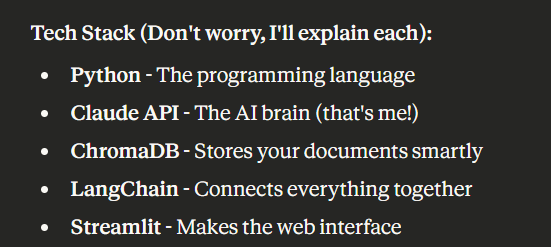 Tech Stack (Don't worry, I'll explain each):
• Python - The programming language
• Claude API - The AI brain (that's me!)
• ChromaDB - Stores your documents smartly
• LangChain - Connects everything together
• Streamlit - Makes the web interface